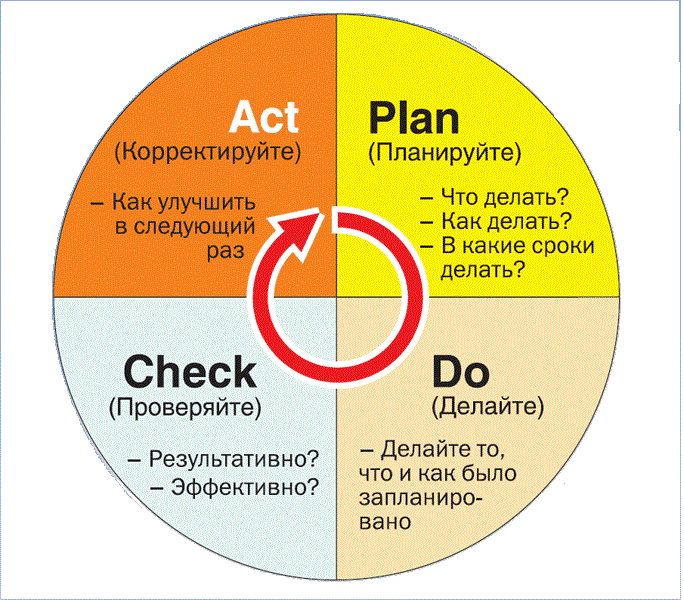 Act
(Корректируйте)
– Как улучшить
в следующий
раз
Plan
(Планируйте)
– Что делать?
– Как делать?
– В какие сроки
делать?
Check
(Проверяйте)
– Результативно?
– Эффективно?
Do
(Делайте)
– Делайте то,
что и как было
запланиро-
вано